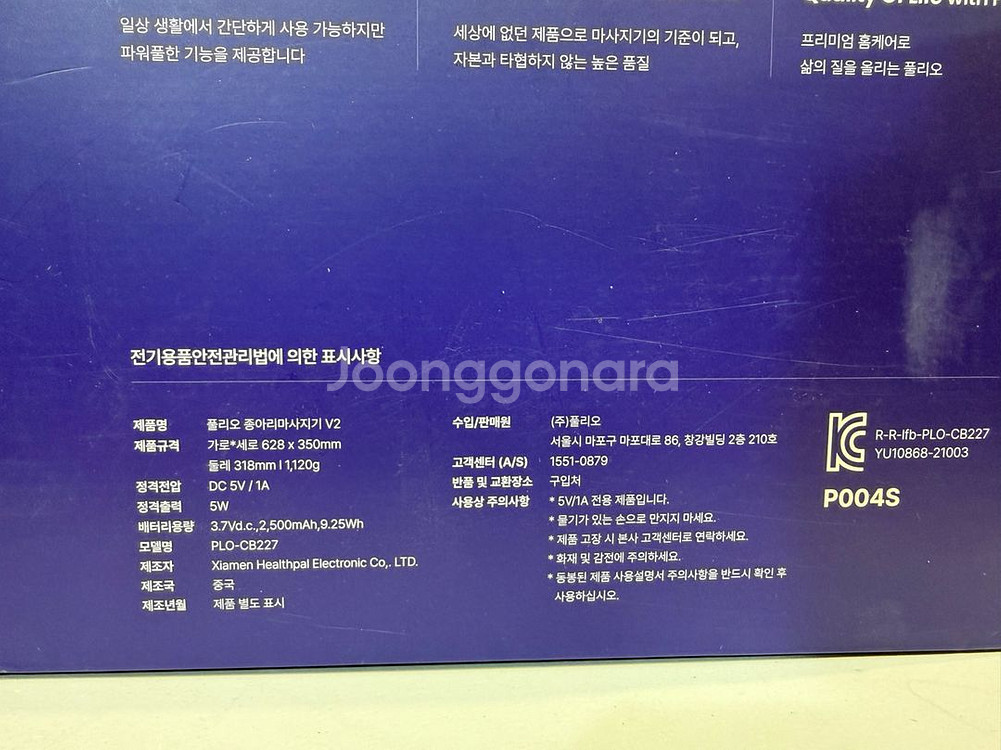 Quality Of Life with
일상 생활에서 간단하게 사용 가능하지만
파워풀한 기능을 제공합니다
세상에 없던 제품으로 마사지기의 기준이 되고,
자본과 타협하지 않는 높은 품질
프리미엄 홈케어로
삶의 질을 올리는 풀리오
전기용품안전관리법에 의한 표시사항
Joonggonara
제품명 풀리오 종아리마사지기 V2
제품규격 가로*세로 628 x 350mm
둘레 318mm I 1,120g
정격전압 DC 5V / 1A
정격출력 5W
배터리용량 3.7Vd.c.,2,500mAh,9.25Wh
모델명 PLO-CB227
제조자 Xiamen Healthpal Electronic Co,. LTD.
제조국 중국
제조년월 제품 별도 표시
수입/판매원 (주)풀리오
서울시 마포구 마포대로 86, 창강빌딩 2층 210호
고객센터 (A/S) 1551-0879
반품 및 교환장소 구입처
사용상 주의사항 * 5V/1A 전용 제품입니다.
* 물기가 있는 손으로 만지지 마세요.
* 제품 고장 시 본사 고객센터로 연락하세요.
* 화재 및 감전에 주의하세요.
* 동봉된 제품 사용설명서 주의사항을 반드시 확인 후
사용하십시오.
R-R-lfb-PLO-CB227
YU10868-21003
P004S